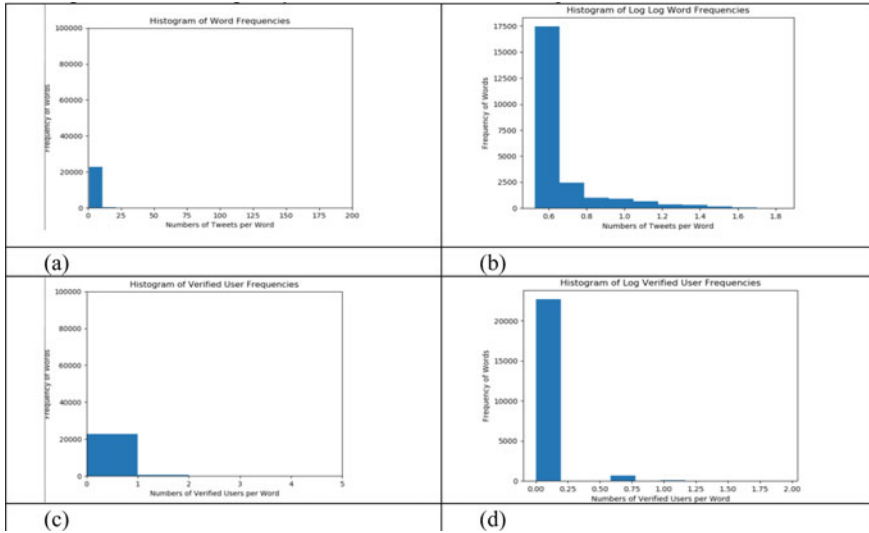 Histogram of Word Frequencies
100000
80000
60000
40000
20000
0
Frequency of Words
0 25 50 75 100 125 150 175 200
Numbers of Tweets per Word
(a)
Histogram of Log Log Word Frequencies
17500
15000
12500
10000
7500
5000
2500
0
Frequency of Words
0.6 0.8 1.0 1.2 1.4 1.6 1.8
Numbers of Tweets per Word
(b)
Histogram of Verified User Frequencies
100000
80000
60000
40000
20000
0
Frequency of Words
0 1 2 3 4 5
Numbers of Verified Users per Word
(c)
Histogram of Log Verified User Frequencies
20000
15000
10000
5000
0
Frequency of Words
0.00 0.25 0.50 0.75 1.00 1.25 1.50 1.75 2.00
Numbers of Verified Users per Word
(d)